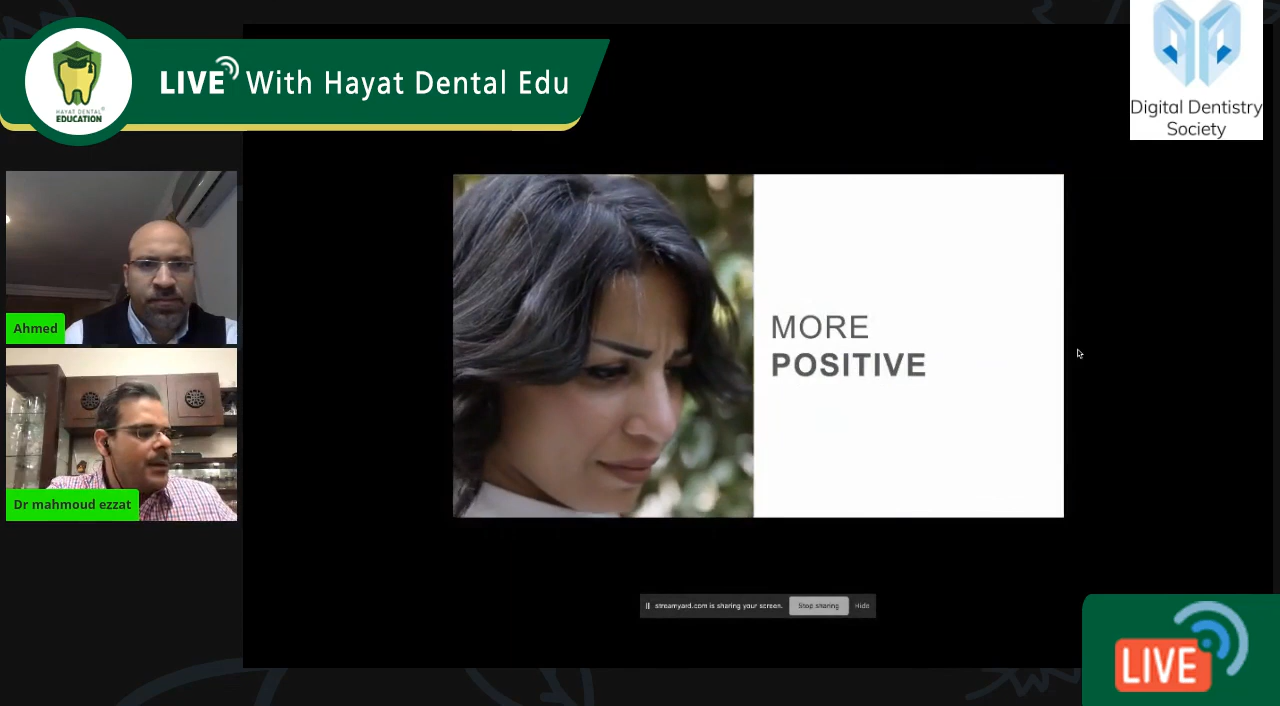 LIVE With Hayat Dental Edu
HAYAT DENTAL®
EDUCATION
Digital Dentistry
Society
Ahmed
Dr mahmoud ezzat
MORE
POSITIVE
streamyard.com is sharing your screen. Stop sharing Hide
LIVE